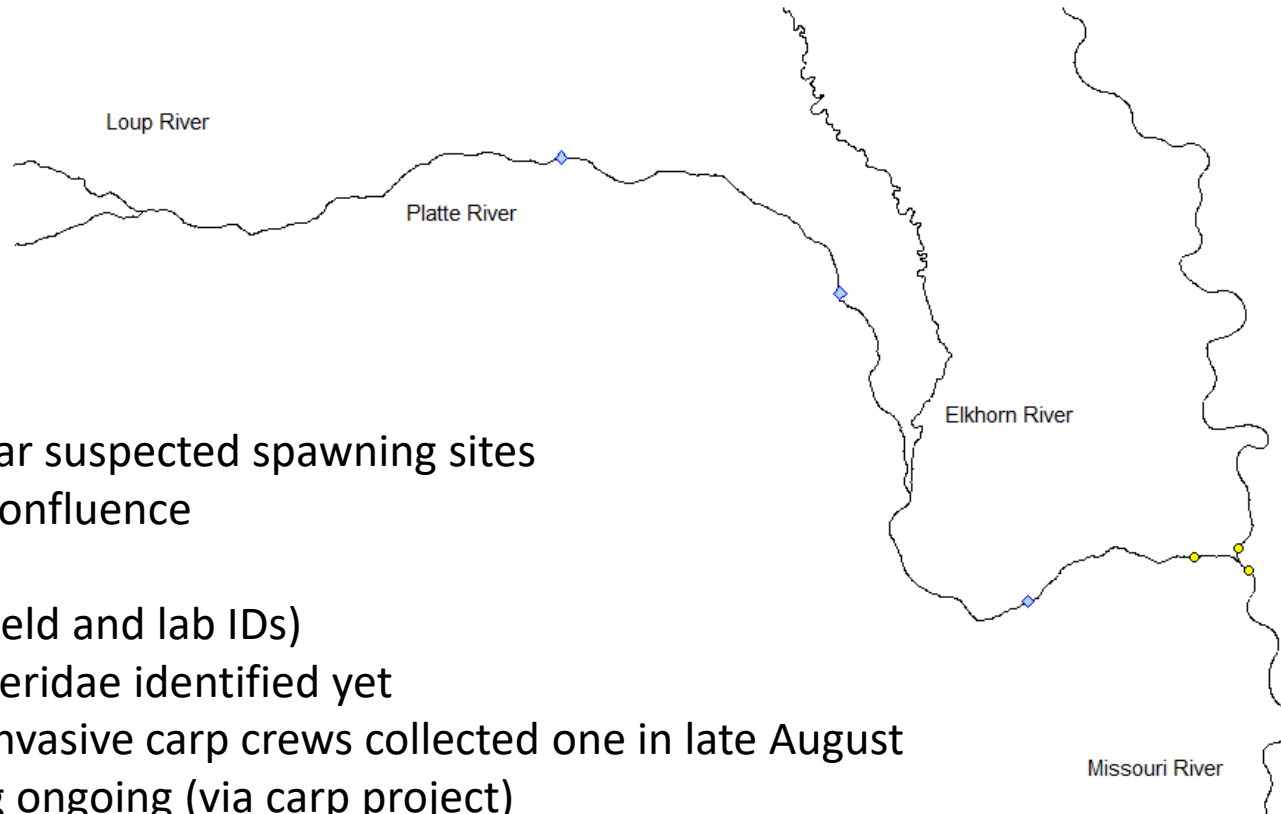 Loup River
Platte River
Elkhorn River
suspected spawning sites
onfluence
eld and lab IDs)
eridae identified yet
nvasive carp crews collected one in late August
Missouri River
ongoing (via carp project)